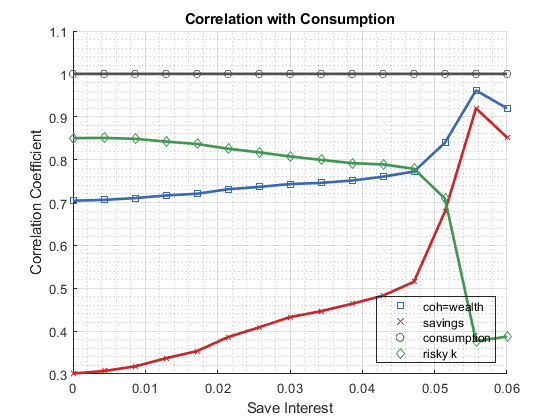 Correlation with Consumption
1.1
1
0.9
0.8
0.7
0.6
0.5
0.4
0.3
Correlation Coefficient
coh=wealth
savings
consumption
risky k
0
0.01
0.02
0.03
0.04
0.05
0.06
Save Interest